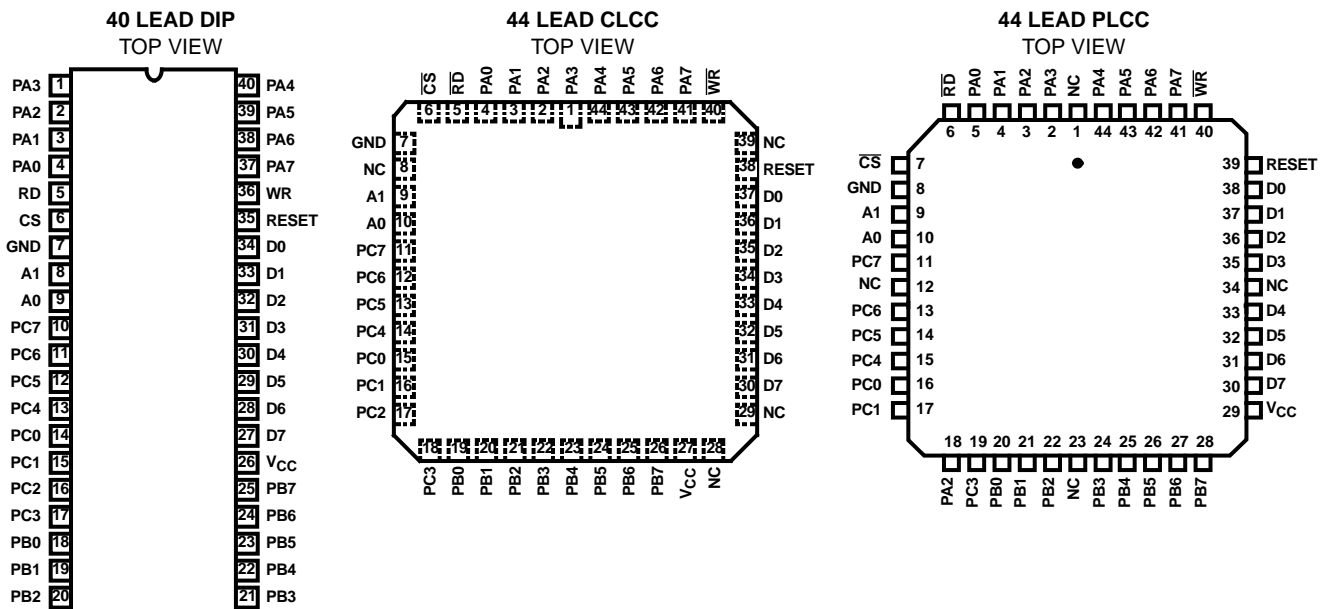 40 LEAD DIP
TOP VIEW
PA3 1 40 PA4
PA2 2 39 PA5
PA1 3 38 PA6
PA0 4 37 PA7
RD 5 36 WR
CS 6 35 RESET
GND 7 34 D0
A1 8 33 D1
A0 9 32 D2
PC7 10 31 D3
PC6 11 30 D4
PC5 12 29 D5
PC4 13 28 D6
PC0 14 27 D7
PC1 15 26 VCC
PC2 16 25 PB7
PC3 17 24 PB6
PB0 18 23 PB5
PB1 19 22 PB4
PB2 20 21 PB3
44 LEAD CLCC
TOP VIEW
CS RD PA0 PA1 PA2 PA3 PA4 PA5 PA6 PA7 WR
6 5 4 3 2 1 44 43 42 41 40
GND 7 39 NC
NC 8 38 RESET
A1 9 37 D0
A0 10 36 D1
PC7 11 35 D2
PC6 12 34 D3
PC5 13 33 D4
PC4 14 32 D5
PC0 15 31 D6
PC1 16 30 D7
PC2 17 29 NC
18 19 20 21 22 23 24 25 26 27 28
PC3 PB0 PB1 PB2 PB3 PB4 PB5 PB6 PB7 VCC NC
44 LEAD PLCC
TOP VIEW
RD PA0 PA1 PA2 PA3 NC PA4 PA5 PA6 PA7 WR
6 5 4 3 2 1 44 43 42 41 40
CS 7 39 RESET
GND 8 38 D0
A1 9 37 D1
A0 10 36 D2
PC7 11 35 D3
NC 12 34 NC
PC6 13 33 D4
PC5 14 32 D5
PC4 15 31 D6
PC0 16 30 D7
PC1 17 29 VCC
18 19 20 21 22 23 24 25 26 27 28
PA2 PC3 PB0 PB1 PB2 NC PB3 PB4 PB5 PB6 PB7